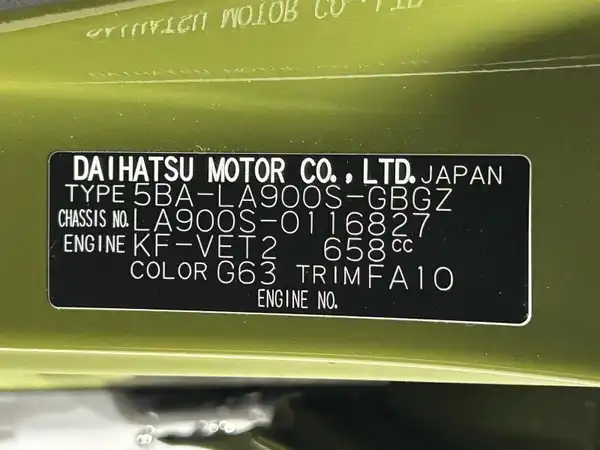 DAIHATSU MOTOR CO., LTD. JAPAN
TYPE 5BA-LA900S-GBGZ
CHASSIS NO. LA900S-0116827
ENGINE KF-VET2 658cc
COLOR G63 TRIM FA10
ENGINE NO.